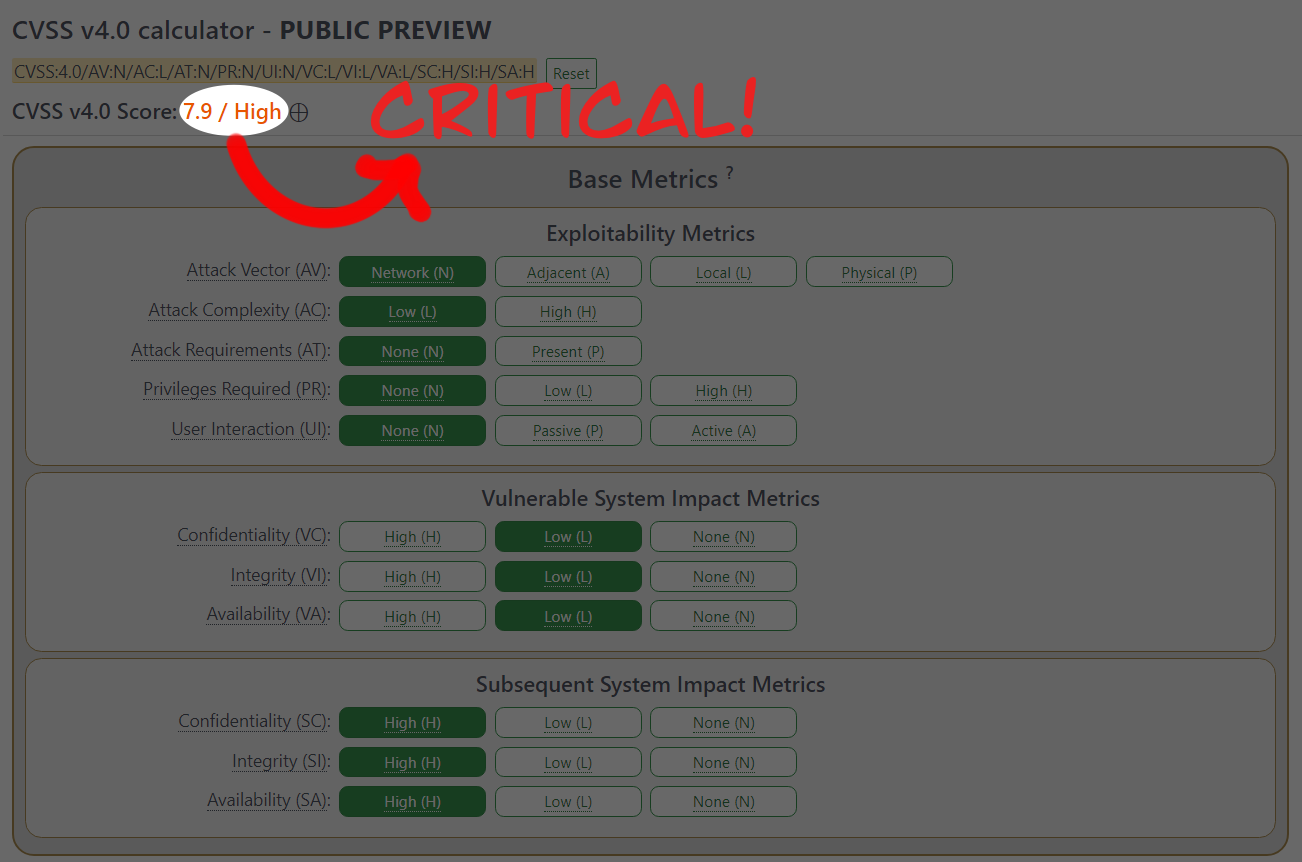 CVSS v4.0 calculator - PUBLIC PREVIEW
CVSS:4.0/AV:N/AC:L/AT:N/PR:N/UI:N/VC:L/VI:L/VA:L/SC:H/SI:H/SA:H Reset
CVSS v4.0 Score: 7.9 / High CRITICAL!
Base Metrics ?
Exploitability Metrics
Attack Vector (AV): Network (N) Adjacent (A) Local (L) Physical (P)
Attack Complexity (AC): Low (L) High (H)
Attack Requirements (AT): None (N) Present (P)
Privileges Required (PR): None (N) Low (L) High (H)
User Interaction (UI): None (N) Passive (P) Active (A)
Vulnerable System Impact Metrics
Confidentiality (VC): High (H) Low (L) None (N)
Integrity (VI): High (H) Low (L) None (N)
Availability (VA): High (H) Low (L) None (N)
Subsequent System Impact Metrics
Confidentiality (SC): High (H) Low (L) None (N)
Integrity (SI): High (H) Low (L) None (N)
Availability (SA): High (H) Low (L) None (N)